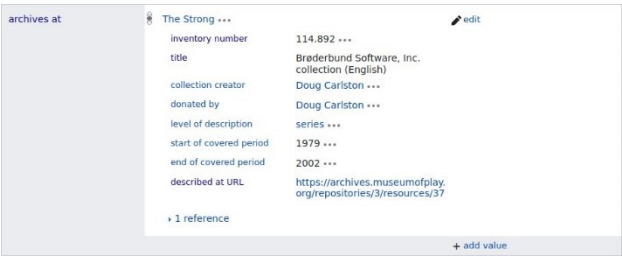 archives at
The Strong •••
edit
inventory number 114.892 •••
title Brøderbund Software, Inc.
collection (English)
collection creator Doug Carlston •••
donated by Doug Carlston •••
level of description series •••
start of covered period 1979 •••
end of covered period 2002 •••
described at URL https://archives.museumofplay.
org/repositories/3/resources/37
1 reference
+ add value